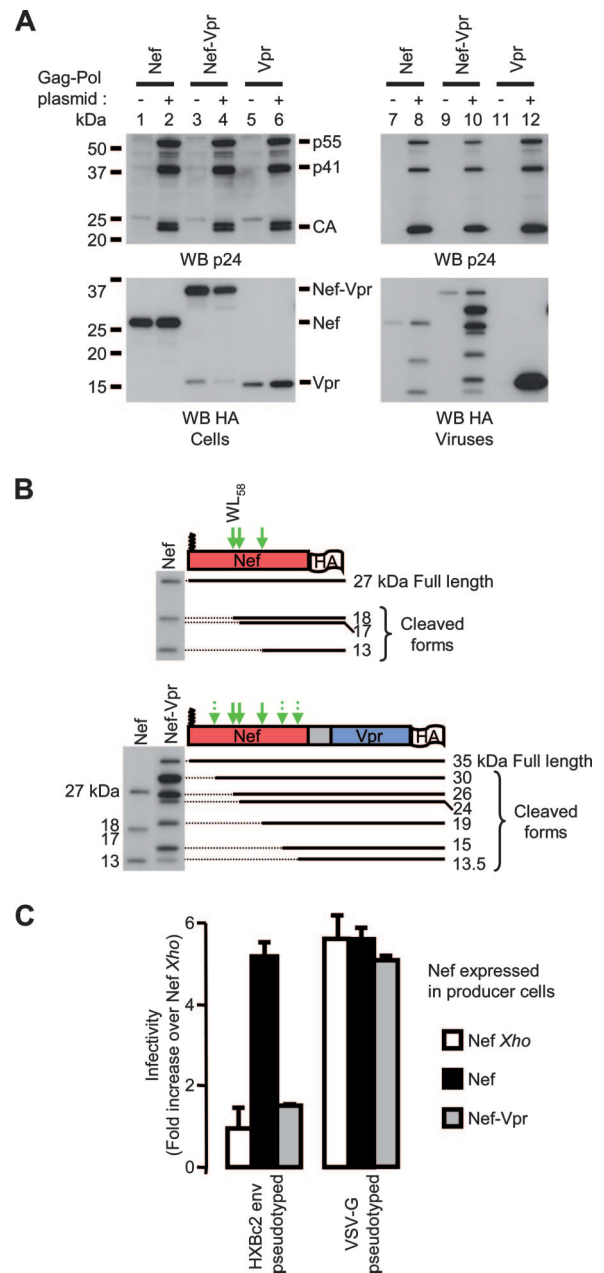 A
Nef Nef-Vpr Vpr Nef Nef-Vpr Vpr
Gag-Pol
plasmid : - + - + - + - + - + - +
kDa 1 2 3 4 5 6 7 8 9 10 11 12
50 p55
37 p41
25 CA
20
WB p24 WB p24
37 Nef-Vpr
25 Nef
20
15 Vpr
WB HA WB HA
Cells Viruses
B
WL58
Nef Nef HA
27 kDa Full length
18
17
13
Cleaved forms
Nef Nef-Vpr
Nef Vpr HA
35 kDa Full length
27 kDa 30
26
24
18 19
17
15
13 13.5
Cleaved forms
C
Infectivity
(Fold increase over Nef Xho)
6
4
2
0
HXBc2 env
pseudotyped
VSV-G
pseudotyped
Nef expressed
in producer cells
Nef Xho
Nef
Nef-Vpr